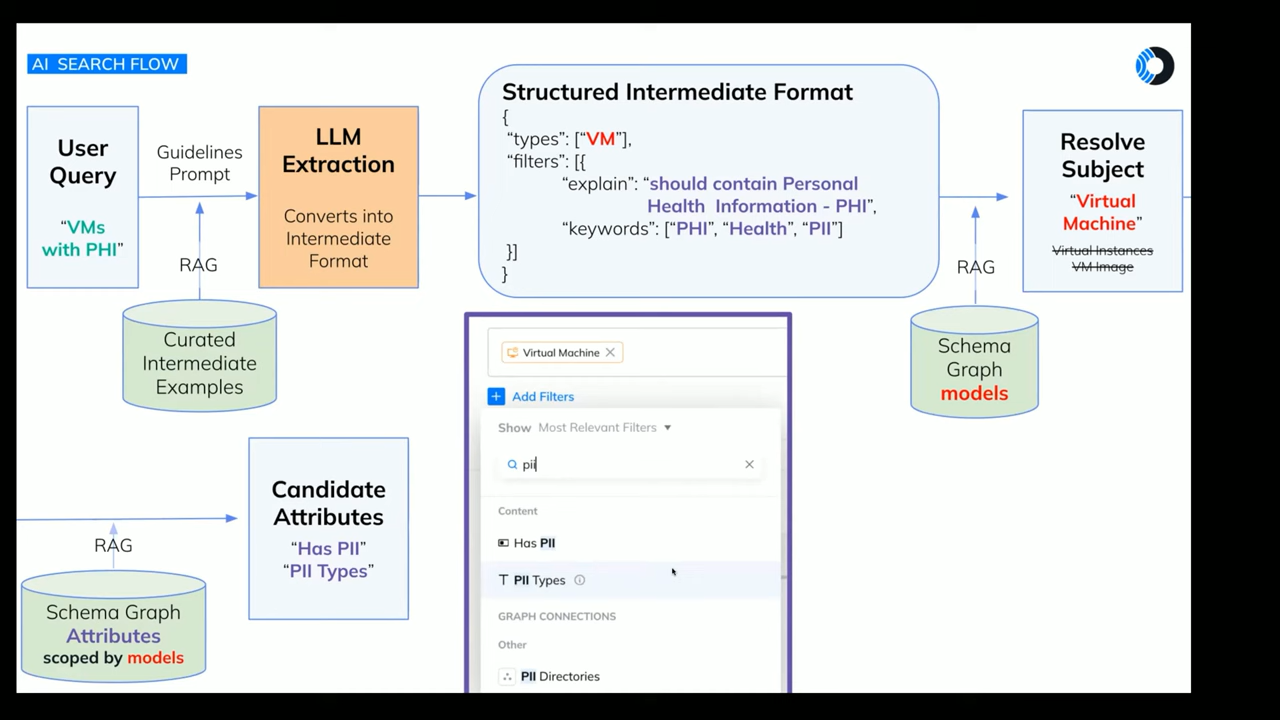 AI SEARCH FLOW
User
Query
“VMs
with PHI”
Guidelines
Prompt
RAG
Curated
Intermediate
Examples
LLM
Extraction
Converts into
Intermediate
Format
Structured Intermediate Format
{
“types”: [“VM”],
“filters”: [{
“explain”: “should contain Personal
Health Information - PHI”,
“keywords”: [“PHI”, “Health”, “PII”]
}]
}
RAG
Schema
Graph
models
Resolve
Subject
“Virtual
Machine”
Virtual Instances
VM Image
RAG
Schema Graph
Attributes
scoped by models
Candidate
Attributes
“Has PII”
“PII Types”
Virtual Machine
Add Filters
Show Most Relevant Filters
pii
Content
Has PII
PII Types
GRAPH CONNECTIONS
Other
PII Directories